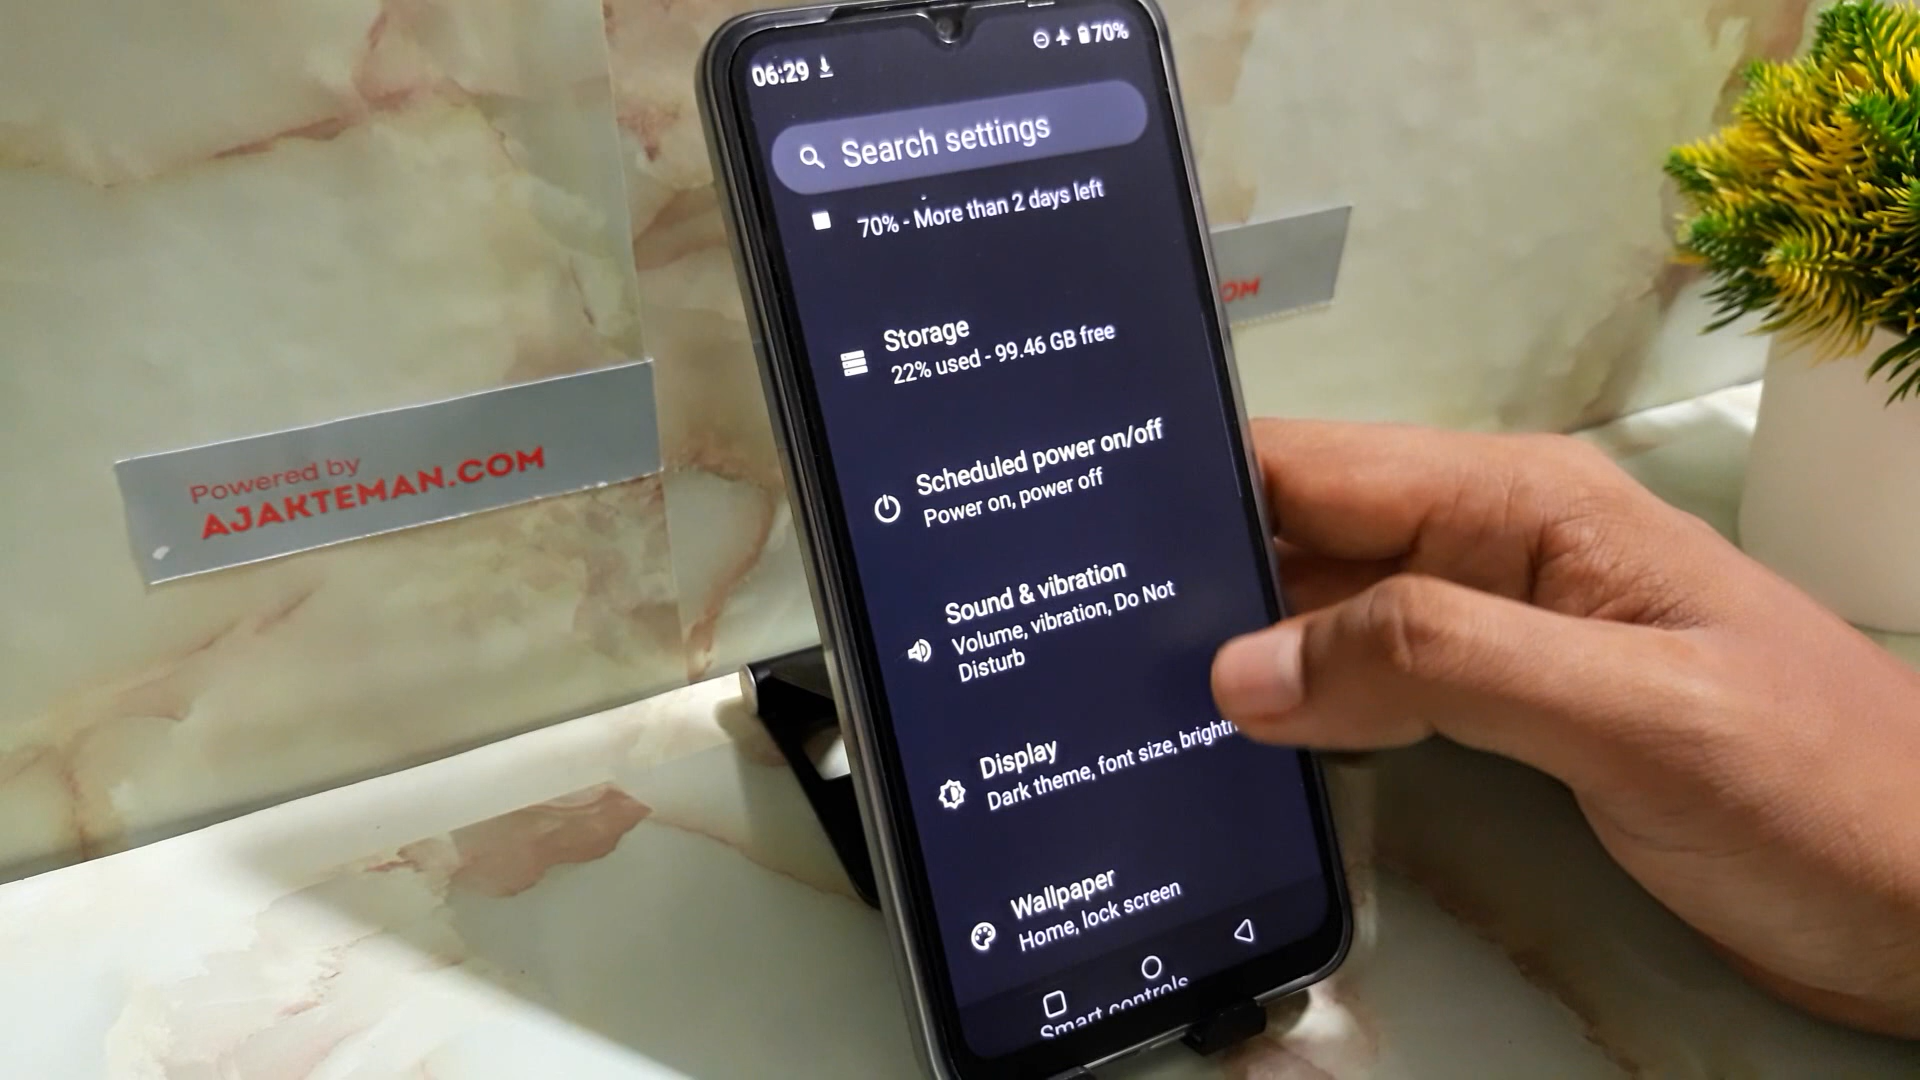 06:29
70%
Search settings
70% - More than 2 days left
Storage
22% used - 99.46 GB free
Scheduled power on/off
Power on, power off
Sound & vibration
Volume, vibration, Do Not
Disturb
Display
Dark theme, font size,
Wallpaper
Home, lock screen
Smart controls
Powered by
AJAKTEMAN.COM
OM